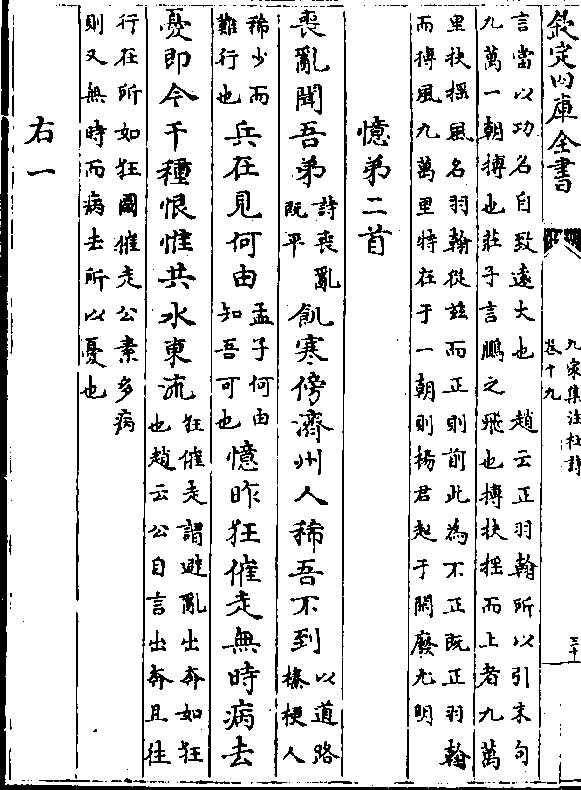 欽定四庫全書
九家集注杜詩
卷十九
三十
言當以功名自致遠大也 趙云正羽翰所以引末句
九萬一朝搏也莊子言鵬之飛也搏扶揺而上者九萬
里扶揺風名羽翰從兹而正則前此為不正既正羽翰
而搏風九萬里特在于一朝則楊君起于閑廢尤明
憶弟二首
喪亂聞吾弟詩喪亂
既平飢寒傍濟州人稀吾不到以道路
榛梗人
稀少而
難行也兵在見何由孟子何由
知吾可也憶昨狂催走無時病去
憂即今千種恨惟共水東流狂催走謂避亂出奔如狂
也趙云公自言出奔且往
行在所如狂國催走公素多病
則又無時而病去所以憂也
右一